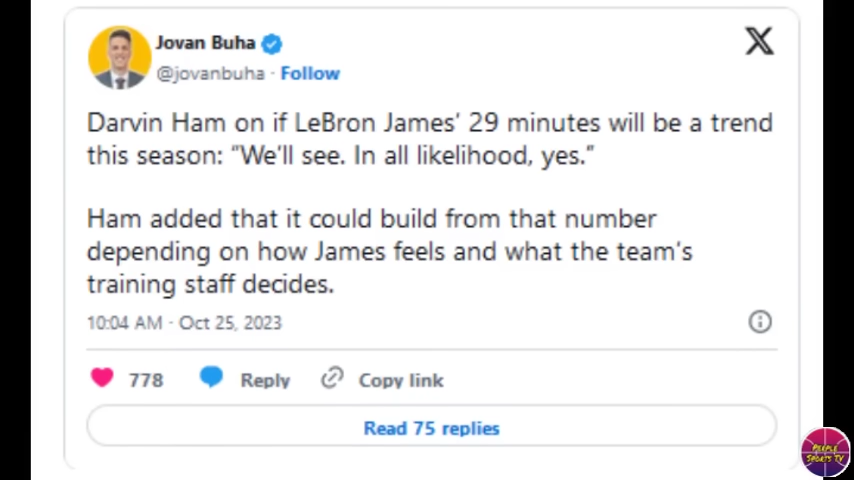 Jovan Buha
X
@jovanbuha · Follow
Darvin Ham on if LeBron James’ 29 minutes will be a trend
this season: “We’ll see. In all likelihood, yes.”
Ham added that it could build from that number
depending on how James feels and what the team’s
training staff decides.
10:04 AM · Oct 25, 2023
778 Reply Copy link
Read 75 replies
PEOPLE
SPORTS TV